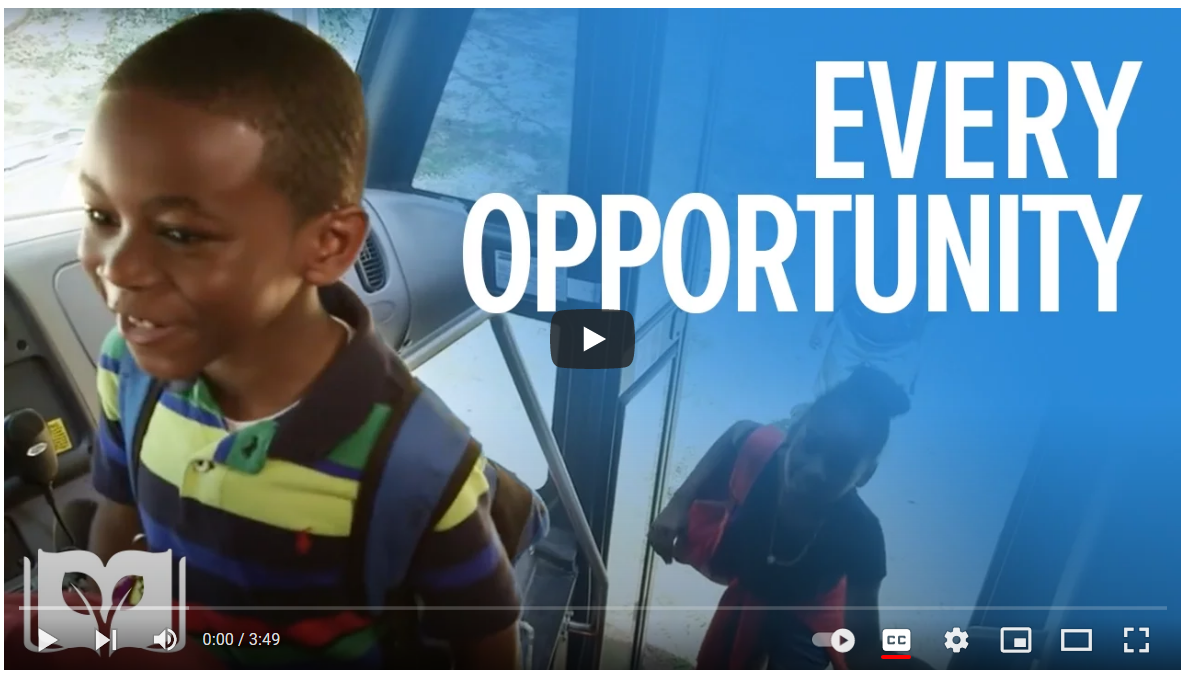 EVERY
OPPORTUNITY
0:00 / 3:49
CC